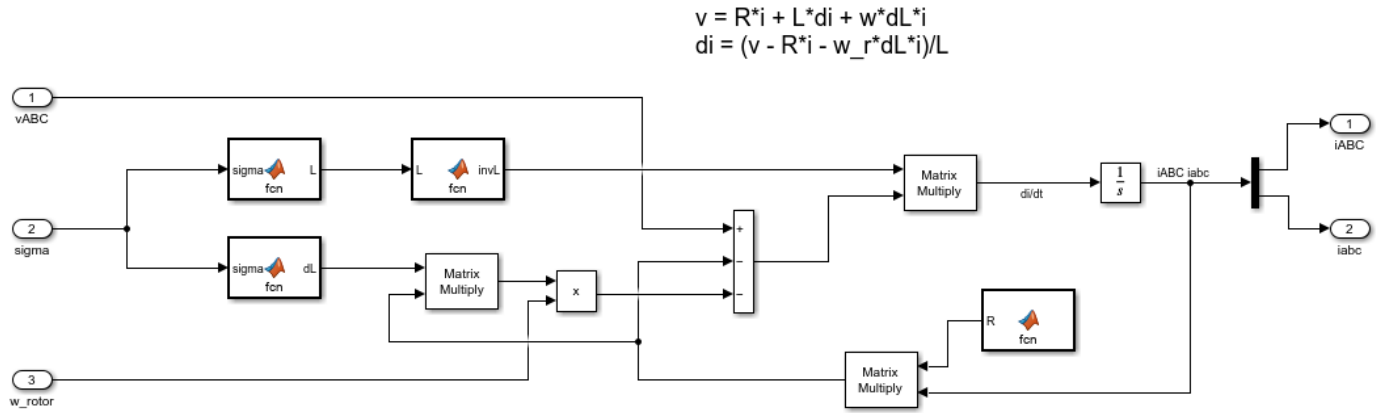 v = R*i + L*di + w*dL*i
di = (v - R*i - w_r*dL*i)/L
1
vABC
sigma L
fcn
L invL
fcn
Matrix
Multiply
di/dt
1
s
iABC iabc
1
iABC
2
sigma
2
iabc
sigma dL
fcn
Matrix
Multiply
x
+
−
−
R
fcn
Matrix
Multiply
3
w_rotor